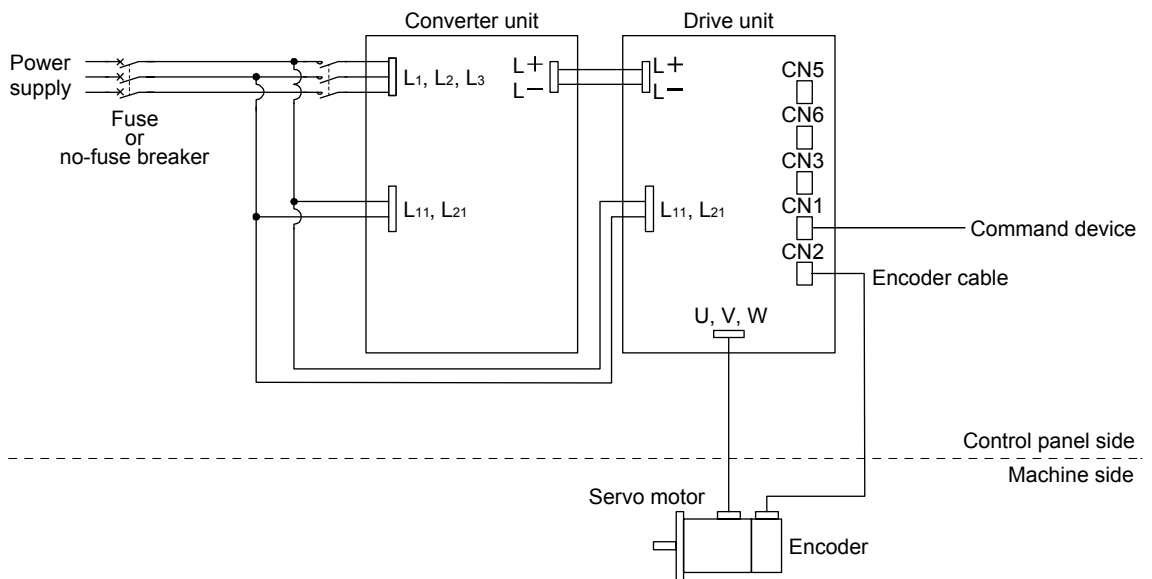 Converter unit
Drive unit
Power
supply
Fuse
or
no-fuse breaker
L1, L2, L3
L+
L−
L+
L−
L11, L21
L11, L21
CN5
CN6
CN3
CN1
CN2
Command device
Encoder cable
U, V, W
Control panel side
Machine side
Servo motor
Encoder